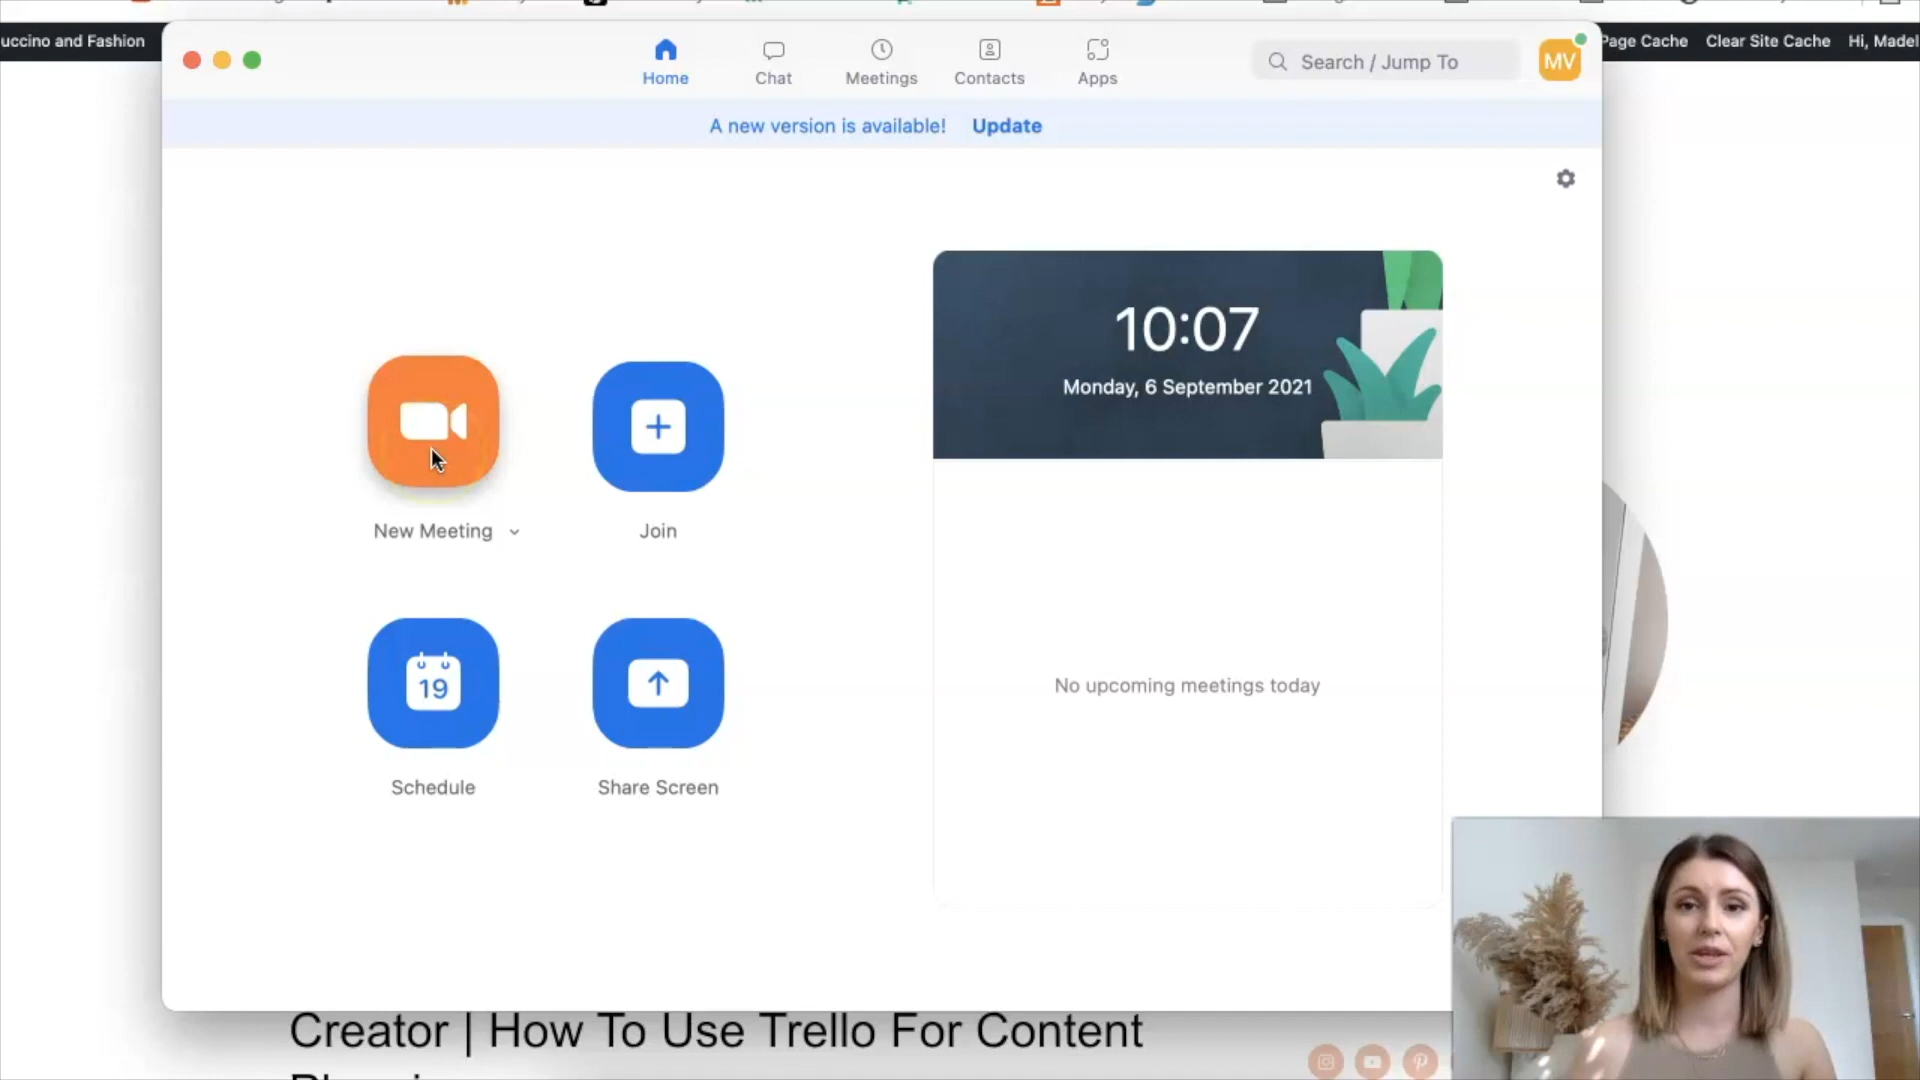 uccino and Fashion
Page Cache Clear Site Cache Hi, Madel
Home Chat Meetings Contacts Apps
Search / Jump To
MV
A new version is available! Update
10:07
Monday, 6 September 2021
New Meeting
Join
No upcoming meetings today
19
Schedule
Share Screen
Creator | How To Use Trello For Content